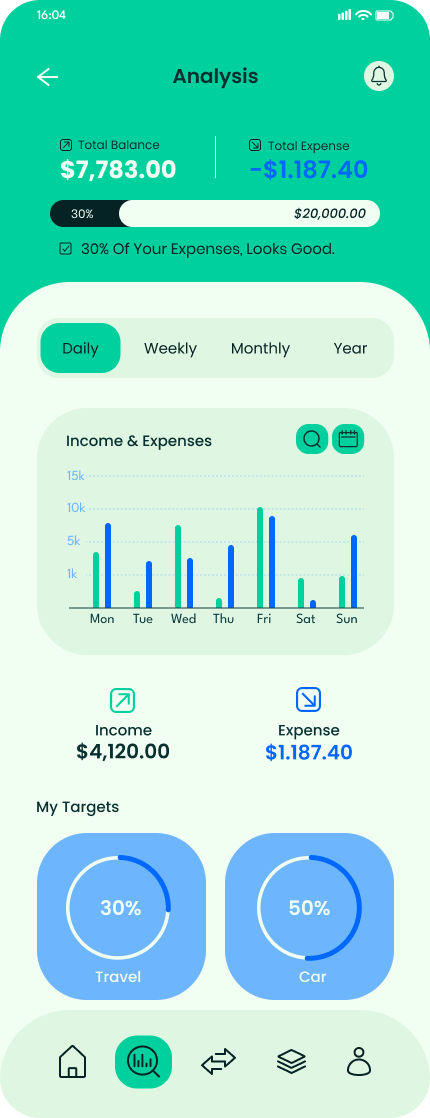 16:04
Analysis
Total Balance
$7,783.00
Total Expense
-$1.187.40
30%
$20,000.00
30% Of Your Expenses, Looks Good.
Daily Weekly Monthly Year
Income & Expenses
15k
10k
5k
1k
Mon Tue Wed Thu Fri Sat Sun
Income
$4,120.00
Expense
$1.187.40
My Targets
30%
Travel
50%
Car